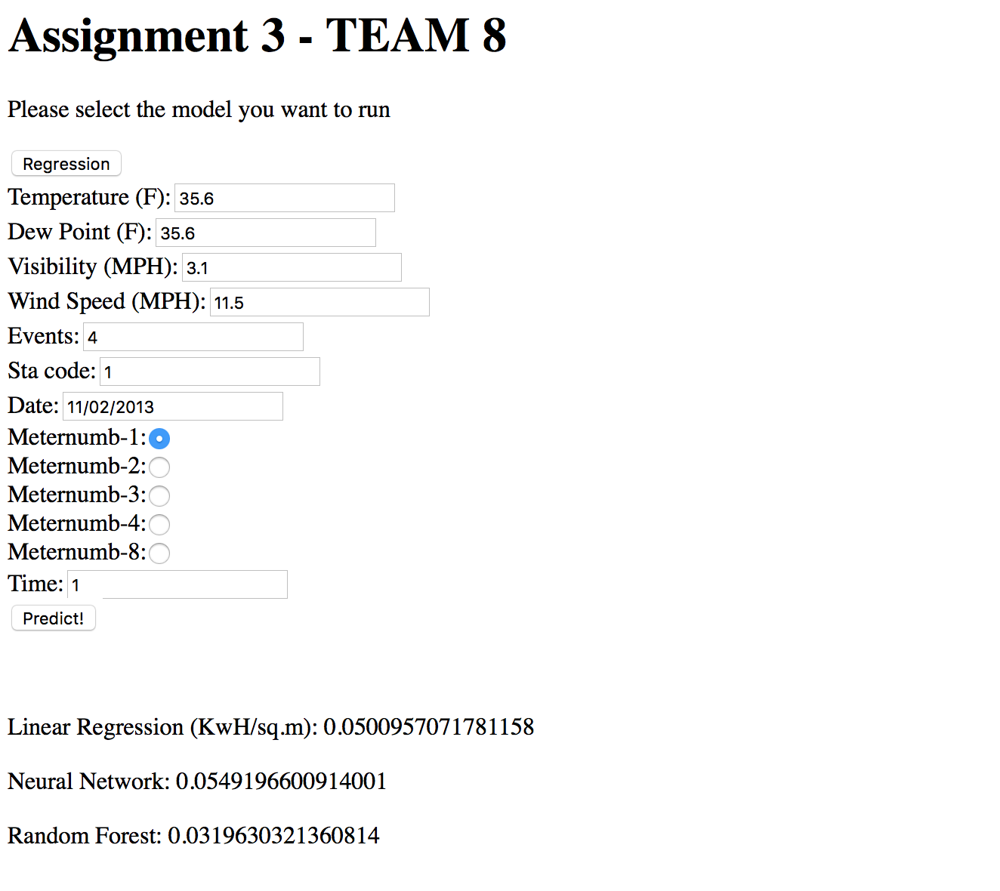 Assignment 3 - TEAM 8
Please select the model you want to run
Regression
Temperature (F): 35.6
Dew Point (F): 35.6
Visibility (MPH): 3.1
Wind Speed (MPH): 11.5
Events: 4
Sta code: 1
Date: 11/02/2013
Meternumb-1:
Meternumb-2:
Meternumb-3:
Meternumb-4:
Meternumb-8:
Time: 1
Predict!
Linear Regression (KwH/sq.m): 0.0500957071781158
Neural Network: 0.0549196600914001
Random Forest: 0.0319630321360814